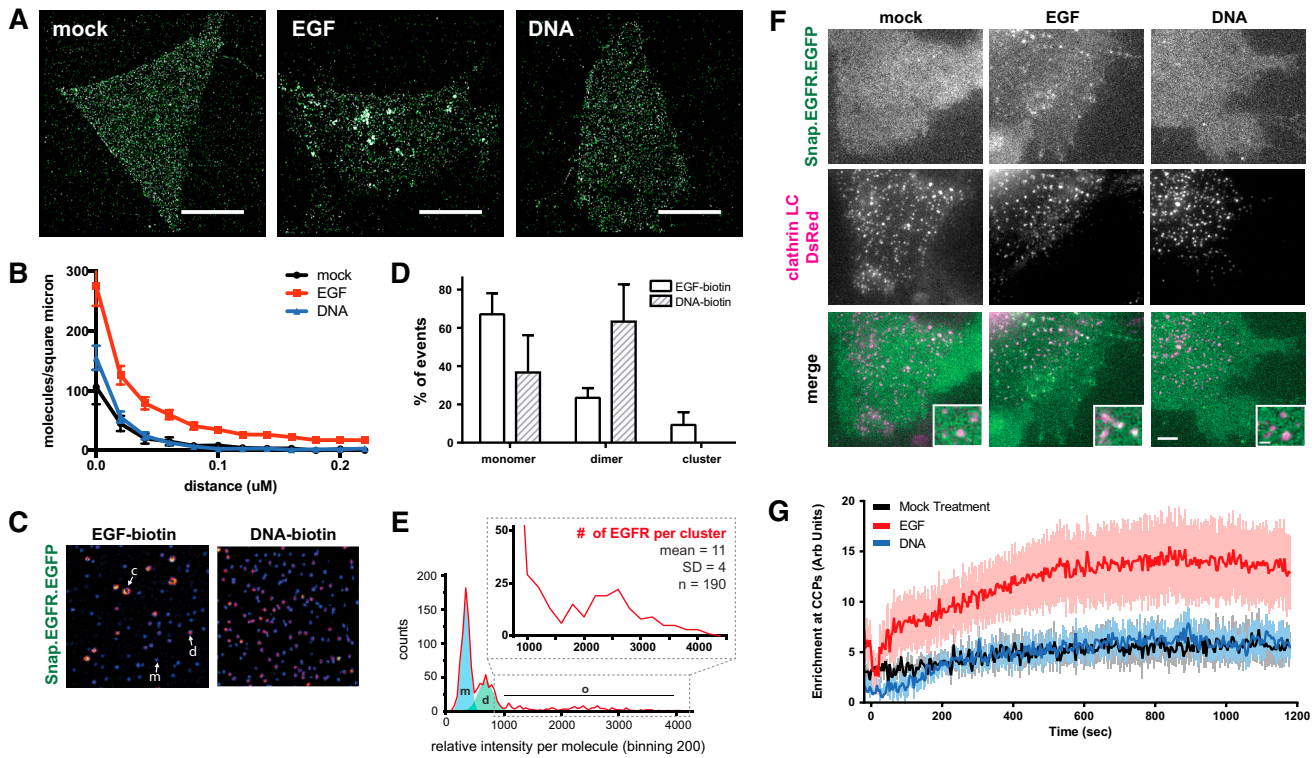 A
mock
EGF
DNA
B
molecules/square micron
300
200
100
0
0.0
0.1
0.2
distance (uM)
mock
EGF
DNA
C
EGF-biotin
DNA-biotin
Snap.EGFR.EGFP
c
d
m
D
% of events
80
60
40
20
0
monomer
dimer
cluster
EGF-biotin
DNA-biotin
E
counts
200
150
100
50
0
0
1000
2000
3000
4000
relative intensity per molecule (binning 200)
m
d
o
50
25
0
1000
2000
3000
4000
# of EGFR per cluster
mean = 11
SD = 4
n = 190
F
mock
EGF
DNA
Snap.EGFR.EGFP
clathrin LC
DsRed
merge
G
Enrichment at CCPs (Arb Units)
20
15
10
5
0
0
200
400
600
800
1000
1200
Time (sec)
Mock Treatment
EGF
DNA